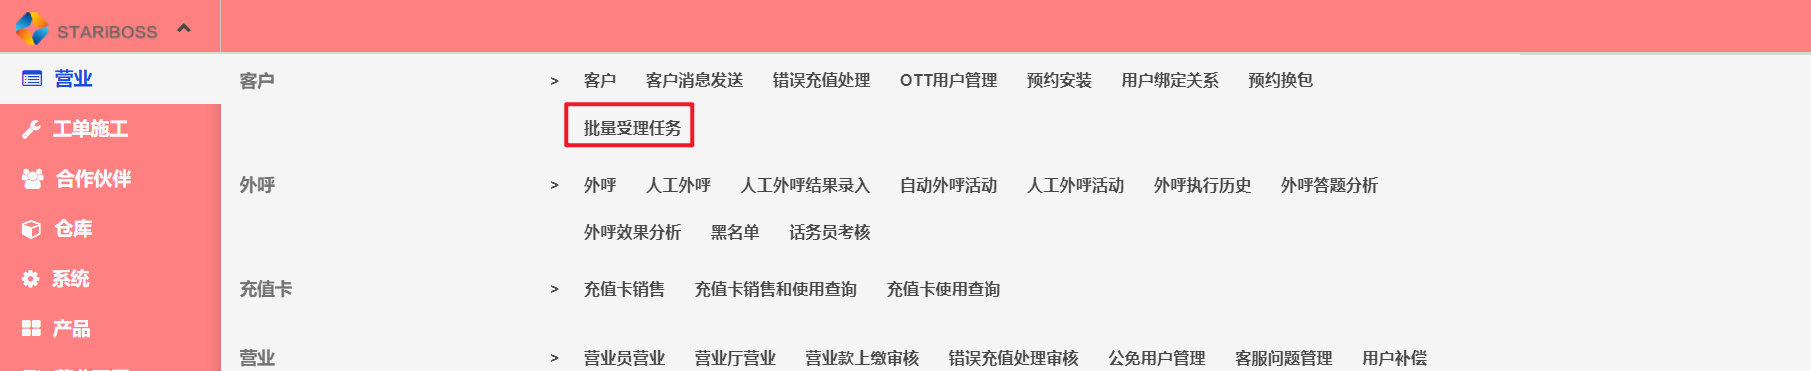 STARiBOSS
营业
工单施工
合作伙伴
仓库
系统
产品
客户 > 客户 客户消息发送 错误充值处理 OTT用户管理 预约安装 用户绑定关系 预约换包
批量受理任务
外呼 > 外呼 人工外呼 人工外呼结果录入 自动外呼活动 人工外呼活动 外呼执行历史 外呼答题分析
外呼效果分析 黑名单 话务员考核
充值卡 > 充值卡销售 充值卡销售和使用查询 充值卡使用查询
营业 > 营业员营业 营业厅营业 营业款上缴审核 错误充值处理审核 公免用户管理 客服问题管理 用户补偿